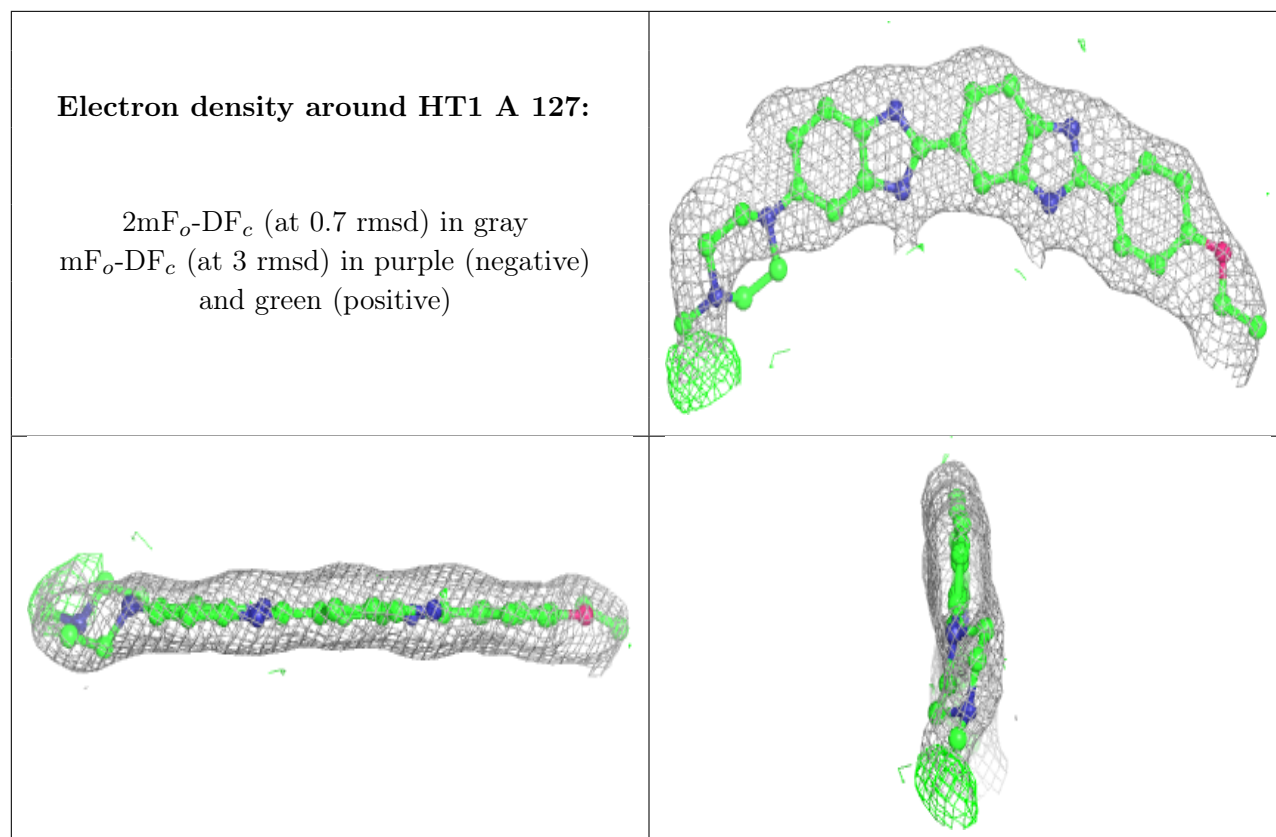 Electron density around HT1 A 127:
2mFo-DFc (at 0.7 rmsd) in gray
mFo-DFc (at 3 rmsd) in purple (negative)
and green (positive)